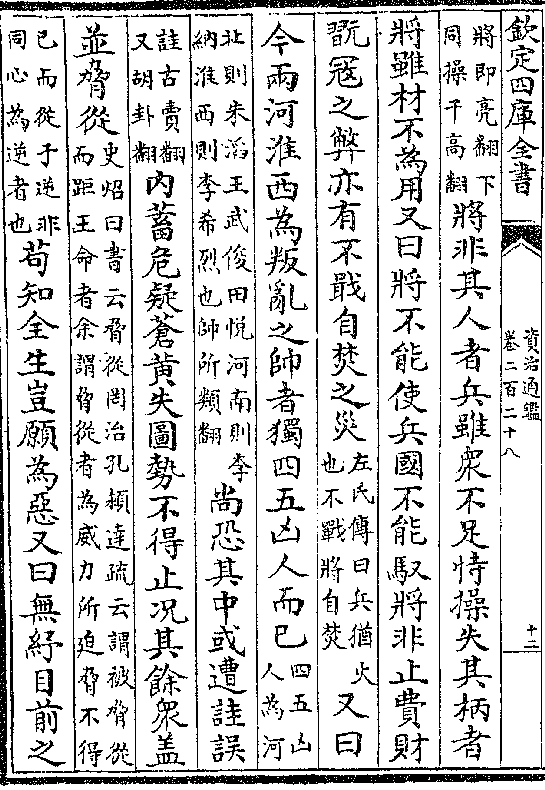 欽定四庫全書
資治通鑑
卷二百二十八
十二
將即亮翻下
同操千高翻
將非其人者兵雖眾不足恃操失其柄者
將雖材不為用又曰將不能使兵國不能馭將非止費財
翫冦之弊亦有不戢自焚之災
左氏傳曰兵猶火
也不戰將自焚
又曰
今兩河淮西為叛亂之帥者獨四五凶人而已
四五凶
人為河
北則朱滔王武俊田悦河南則李
納淮西則李希烈也帥所類翻
尚恐其中或遭詿誤
詿古賣翻
又胡卦翻
内蓄危疑蒼黄失圖勢不得止况其餘眾盖
並脅從
史炤曰書云脅從罔治孔頴達疏云謂被脅從
而距王命者余謂脅從者為威力所迫脅不得
已而從于逆非
同心為逆者也
苟知全生豈願為惡又曰無紓目前之